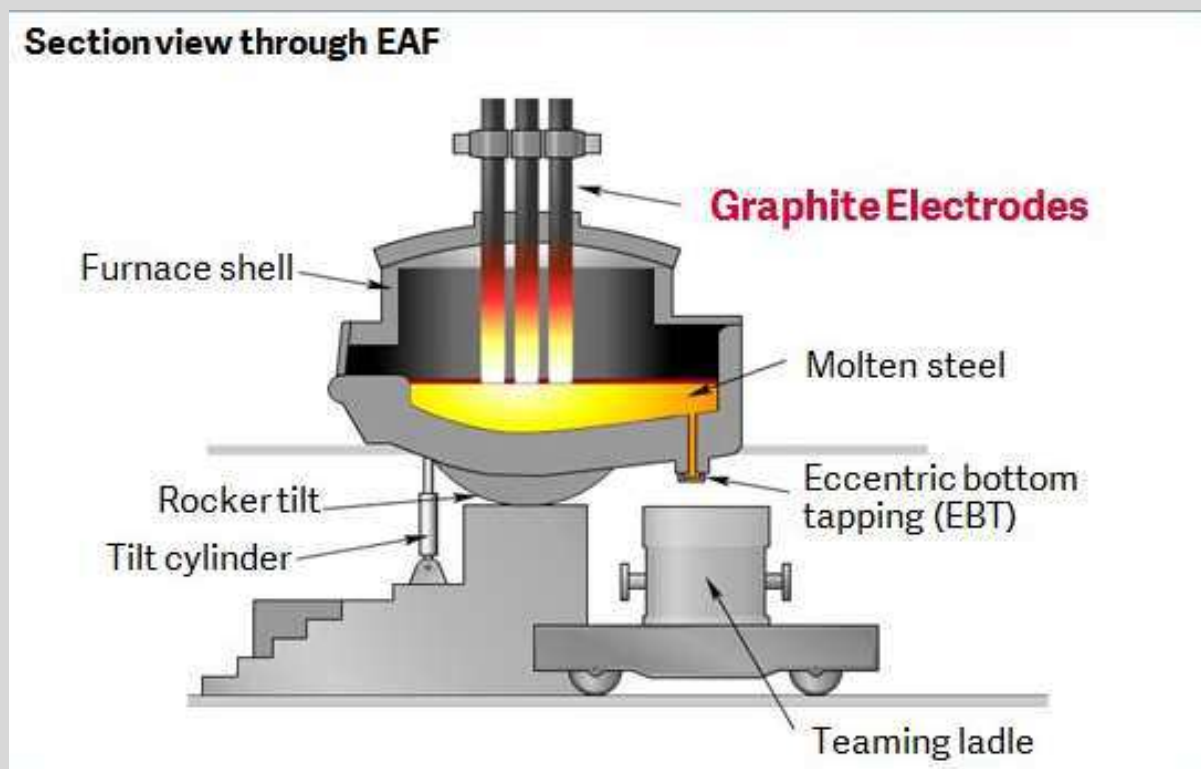 Section view through EAF
Graphite Electrodes
Furnace shell
Molten steel
Eccentric bottom
tapping (EBT)
Rocker tilt
Tilt cylinder
Teaming ladle